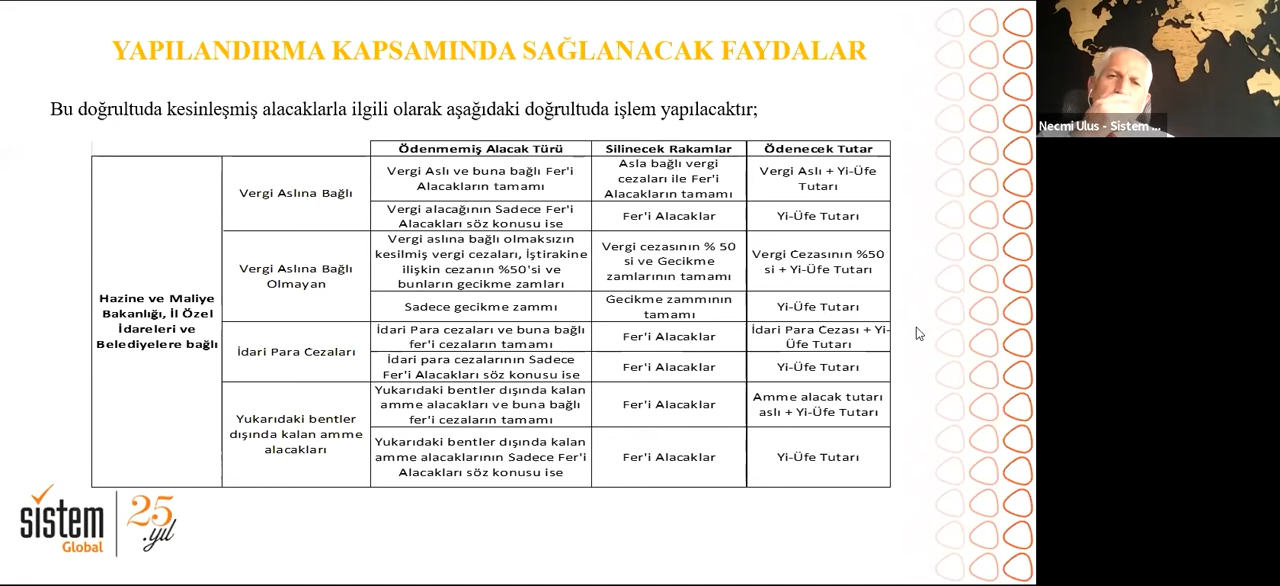 YAPILANDIRMA KAPSAMINDA SAĞLANACAK FAYDALAR
Bu doğrultuda kesinleşmiş alacaklarla ilgili olarak aşağıdaki doğrultuda işlem yapılacaktır;
Ödenmemiş Alacak Türü
Silinecek Rakamlar
Ödenecek Tutar
Hazine ve Maliye
Bakanlığı, İl Özel
İdareleri ve
Belediyelere bağlı
Vergi Aslına Bağlı
Vergi Aslı ve buna bağlı Fer'i
Alacakların tamamı
Asla bağlı vergi
cezaları ile Fer'i
Alacakların tamamı
Vergi Aslı + Yi-Üfe
Tutarı
Vergi alacağının Sadece Fer'i
Alacakları söz konusu ise
Fer'i Alacaklar
Yi-Üfe Tutarı
Vergi Aslına Bağlı
Olmayan
Vergi aslına bağlı olmaksızın
kesilmiş vergi cezaları, İştirakine
ilişkin cezanın %50'si ve
bunların gecikme zamları
Vergi cezasının % 50
si ve Gecikme
zamlarının tamamı
Vergi Cezasının %50
si + Yi-Üfe Tutarı
Sadece gecikme zammı
Gecikme zammının
tamamı
Yi-Üfe Tutarı
İdari Para Cezaları
İdari Para cezaları ve buna bağlı
fer'i cezaların tamamı
Fer'i Alacaklar
İdari Para Cezası + Yi-
Üfe Tutarı
İdari para cezalarının Sadece
Fer'i Alacakları söz konusu ise
Fer'i Alacaklar
Yi-Üfe Tutarı
Yukarıdaki bentler
dışında kalan amme
alacakları
Yukarıdaki bentler dışında kalan
amme alacakları ve buna bağlı
fer'i cezaların tamamı
Fer'i Alacaklar
Amme alacak tutarı
aslı + Yi-Üfe Tutarı
Yukarıdaki bentler dışında kalan
amme alacaklarının Sadece Fer'i
Alacakları söz konusu ise
Fer'i Alacaklar
Yi-Üfe Tutarı
sistem
Global
25
.yıl
Necmi Ulus - Sistem ...